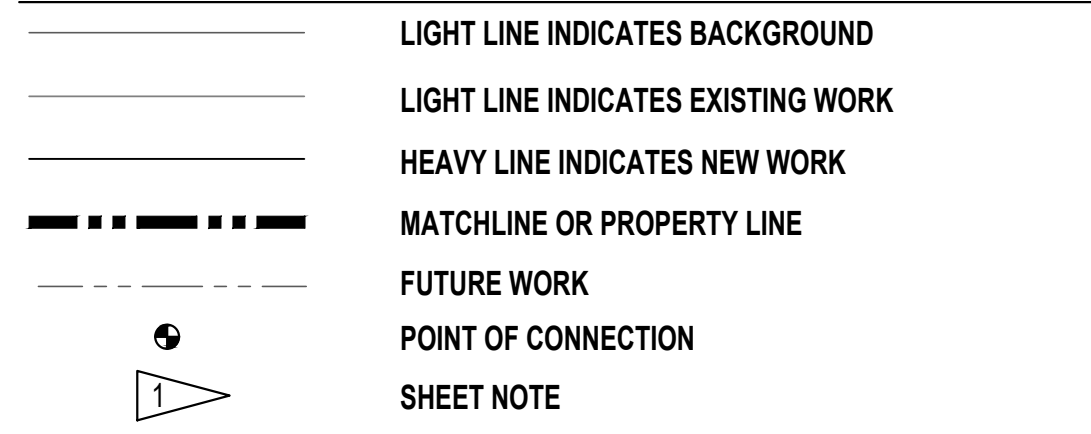 LIGHT LINE INDICATES BACKGROUND
LIGHT LINE INDICATES EXISTING WORK
HEAVY LINE INDICATES NEW WORK
MATCHLINE OR PROPERTY LINE
FUTURE WORK
POINT OF CONNECTION
1 SHEET NOTE